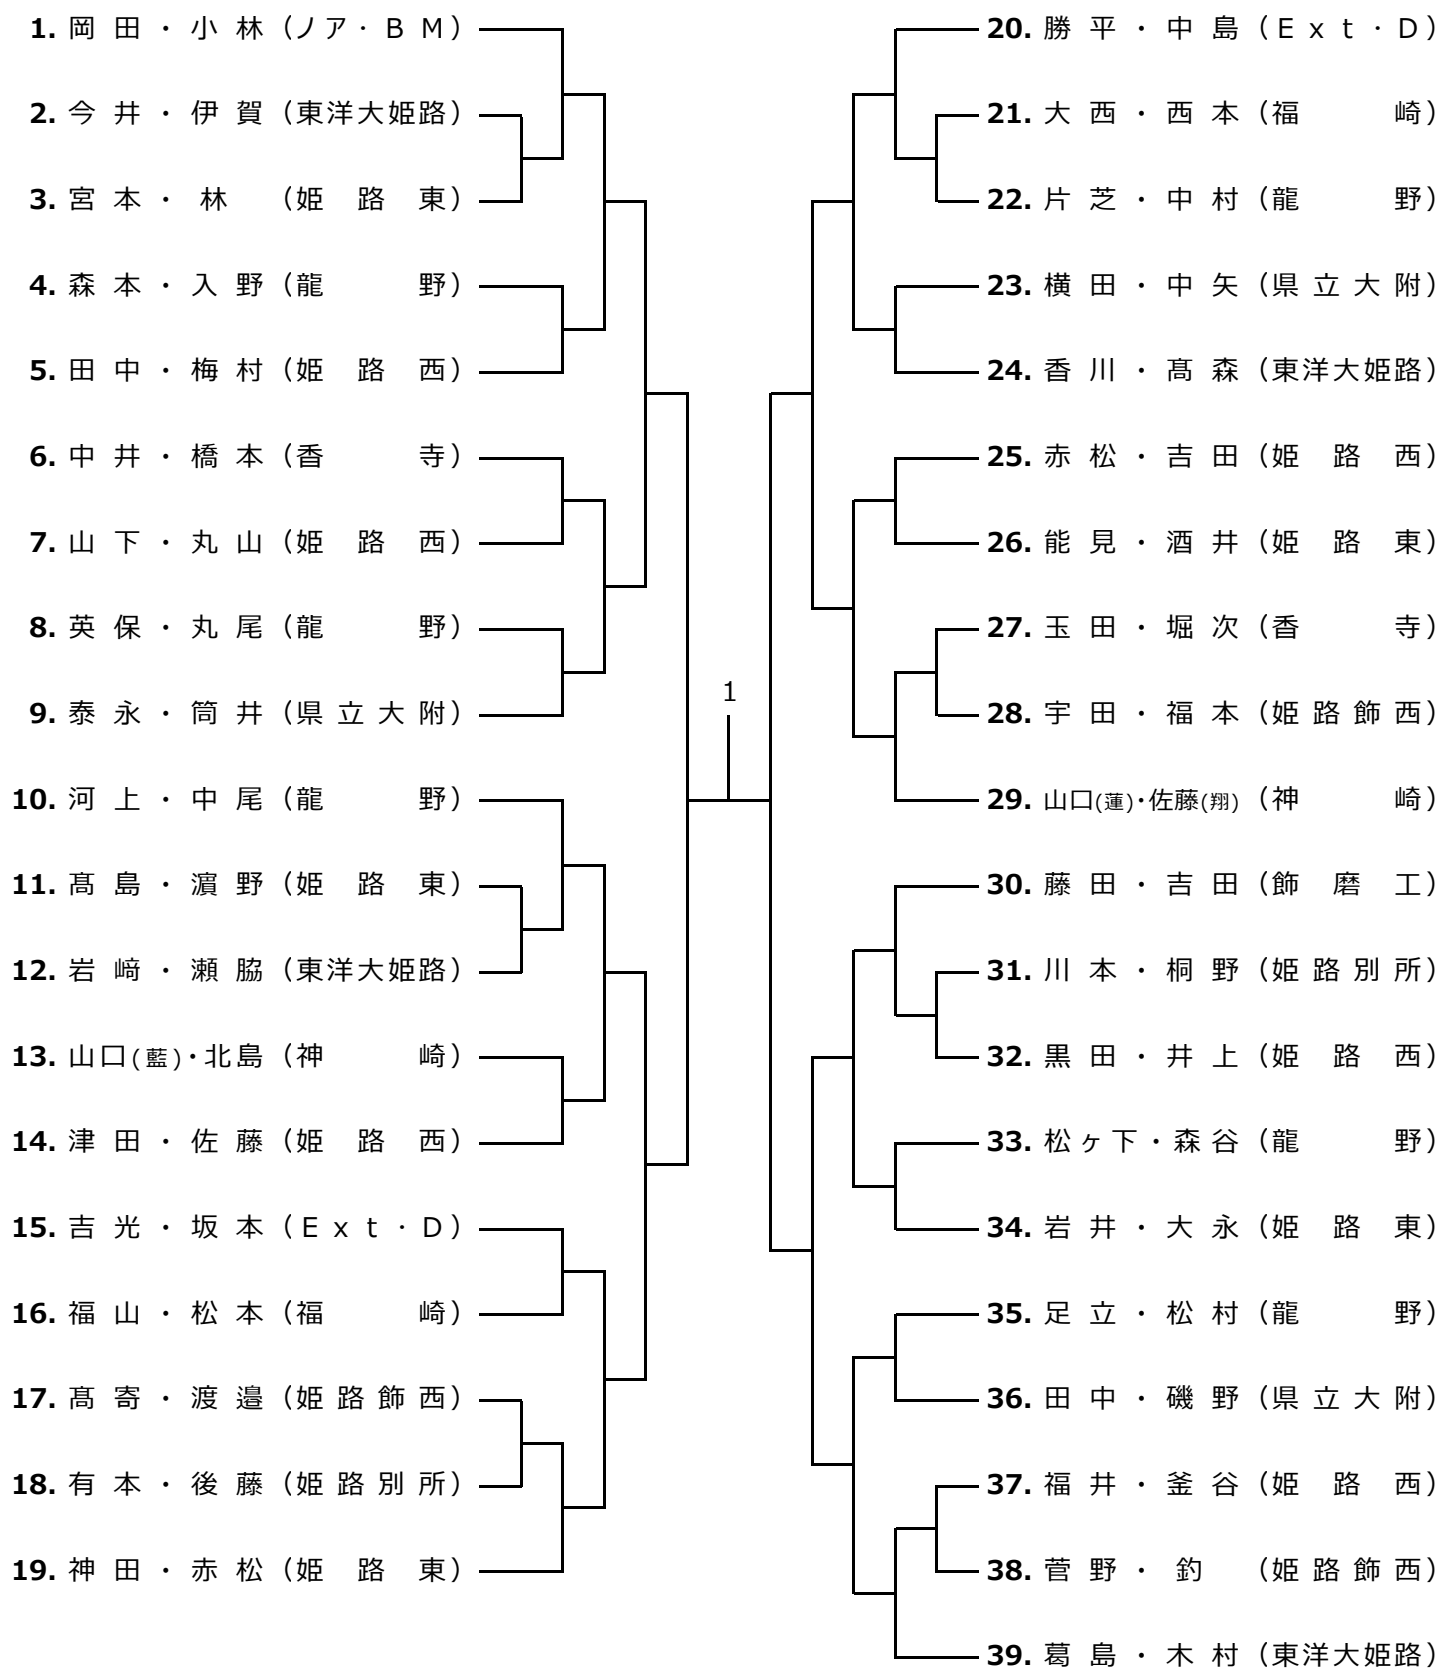 1. 岡田・小林(ノア・BM)
2. 今井・伊賀(東洋大姫路)
3. 宮本・林(姫路東)
4. 森本・入野(龍野)
5. 田中・梅村(姫路西)
6. 中井・橋本(香寺)
7. 山下・丸山(姫路西)
8. 英保・丸尾(龍野)
9. 泰永・筒井(県立大附)
10. 河上・中尾(龍野)
11. 髙島・濵野(姫路東)
12. 岩﨑・瀬脇(東洋大姫路)
13. 山口(藍)・北島(神崎)
14. 津田・佐藤(姫路西)
15. 吉光・坂本(Ext・D)
16. 福山・松本(福崎)
17. 髙寄・渡邉(姫路飾西)
18. 有本・後藤(姫路別所)
19. 神田・赤松(姫路東)
1
20. 勝平・中島(Ext・D)
21. 大西・西本(福崎)
22. 片芝・中村(龍野)
23. 横田・中矢(県立大附)
24. 香川・髙森(東洋大姫路)
25. 赤松・吉田(姫路西)
26. 能見・酒井(姫路東)
27. 玉田・堀次(香寺)
28. 宇田・福本(姫路飾西)
29. 山口(蓮)・佐藤(翔)(神崎)
30. 藤田・吉田(飾磨工)
31. 川本・桐野(姫路別所)
32. 黒田・井上(姫路西)
33. 松ヶ下・森谷(龍野)
34. 岩井・大永(姫路東)
35. 足立・松村(龍野)
36. 田中・磯野(県立大附)
37. 福井・釜谷(姫路西)
38. 菅野・釣(姫路飾西)
39. 葛島・木村(東洋大姫路)